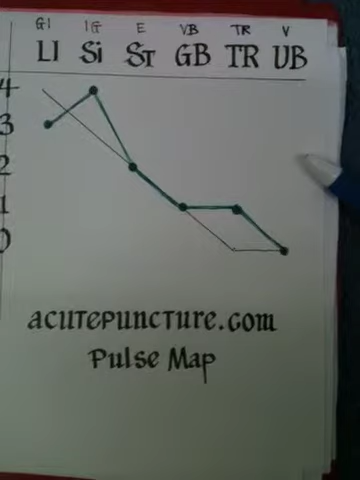 GI IG E VB TR V
LI Si ST GB TR UB
4
3
2
1
0
acutepuncture.com
Pulse Map